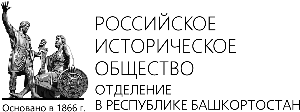 РОССИЙСКОЕ
ИСТОРИЧЕСКОЕ
ОБЩЕСТВО
ОТДЕЛЕНИЕ
В РЕСПУБЛИКЕ БАШКОРТОСТАН
Основано в 1866 г.